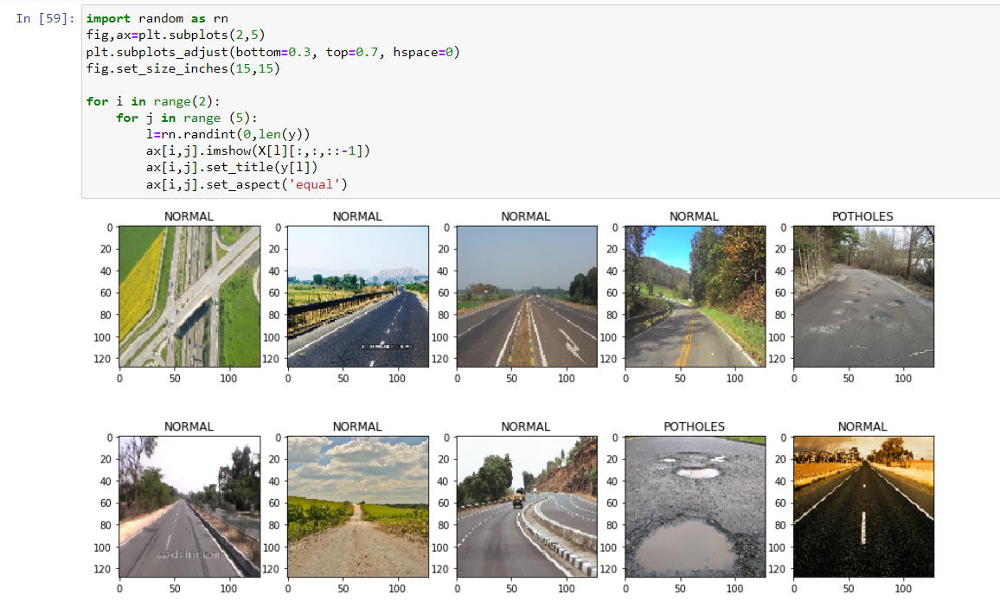 In [59]:
import random as rn
fig,ax=plt.subplots(2,5)
plt.subplots_adjust(bottom=0.3, top=0.7, hspace=0)
fig.set_size_inches(15,15)
for i in range(2):
    for j in range (5):
        l=rn.randint(0,len(y))
        ax[i,j].imshow(X[l][:,:,::-1])
        ax[i,j].set_title(y[l])
        ax[i,j].set_aspect('equal')
NORMAL NORMAL NORMAL NORMAL POTHOLES
0 0 0 0 0
20 20 20 20 20
40 40 40 40 40
60 60 60 60 60
80 80 80 80 80
100 100 100 100 100
120 120 120 120 120
0 50 100 0 50 100 0 50 100 0 50 100 0 50 100
NORMAL NORMAL NORMAL POTHOLES NORMAL
0 0 0 0 0
20 20 20 20 20
40 40 40 40 40
60 60 60 60 60
80 80 80 80 80
100 100 100 100 100
120 120 120 120 120
0 50 100 0 50 100 0 50 100 0 50 100 0 50 100